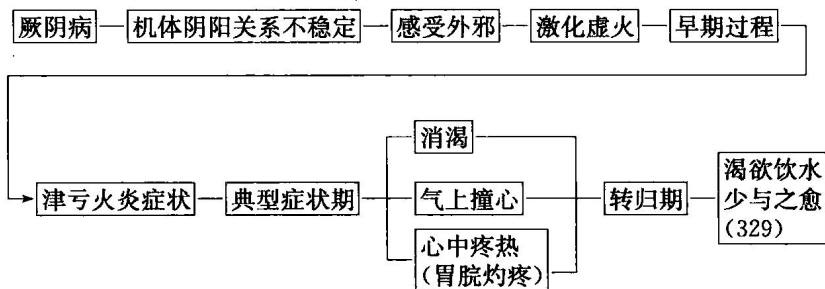 厥阴病
机体阴阳关系不稳定
感受外邪
激化虚火
早期过程
津亏火炎症状
典型症状期
消渴
气上撞心
心中疼热
(胃脘灼疼)
转归期
渴欲饮水
少与之愈
(329)